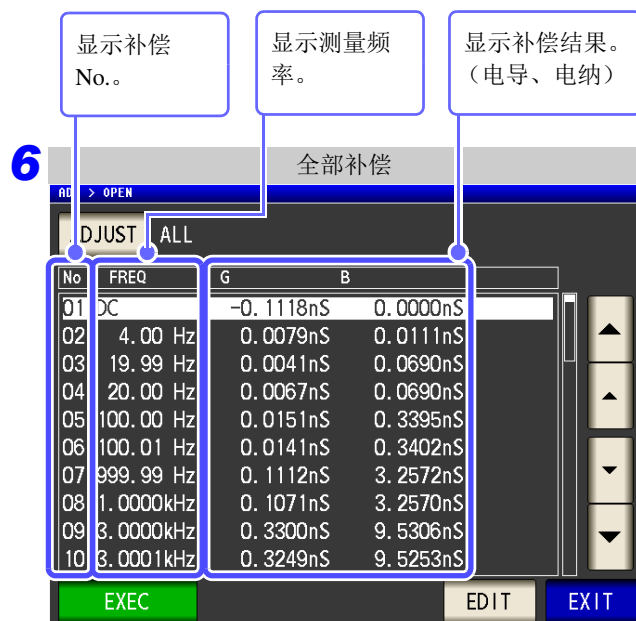 显示补偿
No.。
显示测量频
率。
显示补偿结果。
（电导、电纳）
6
全部补偿
> OPEN
ADJUST ALL
No FREQ G B
01 DC -0.1118nS 0.0000nS
02 4.00 Hz 0.0079nS 0.0111nS
03 19.99 Hz 0.0041nS 0.0690nS
04 20.00 Hz 0.0067nS 0.0690nS
05 100.00 Hz 0.0151nS 0.3395nS
06 100.01 Hz 0.0141nS 0.3402nS
07 999.99 Hz 0.1112nS 3.2572nS
08 1.0000kHz 0.1071nS 3.2570nS
09 3.0000kHz 0.3300nS 9.5306nS
10 3.0001kHz 0.3249nS 9.5253nS
EXEC EDIT EXIT